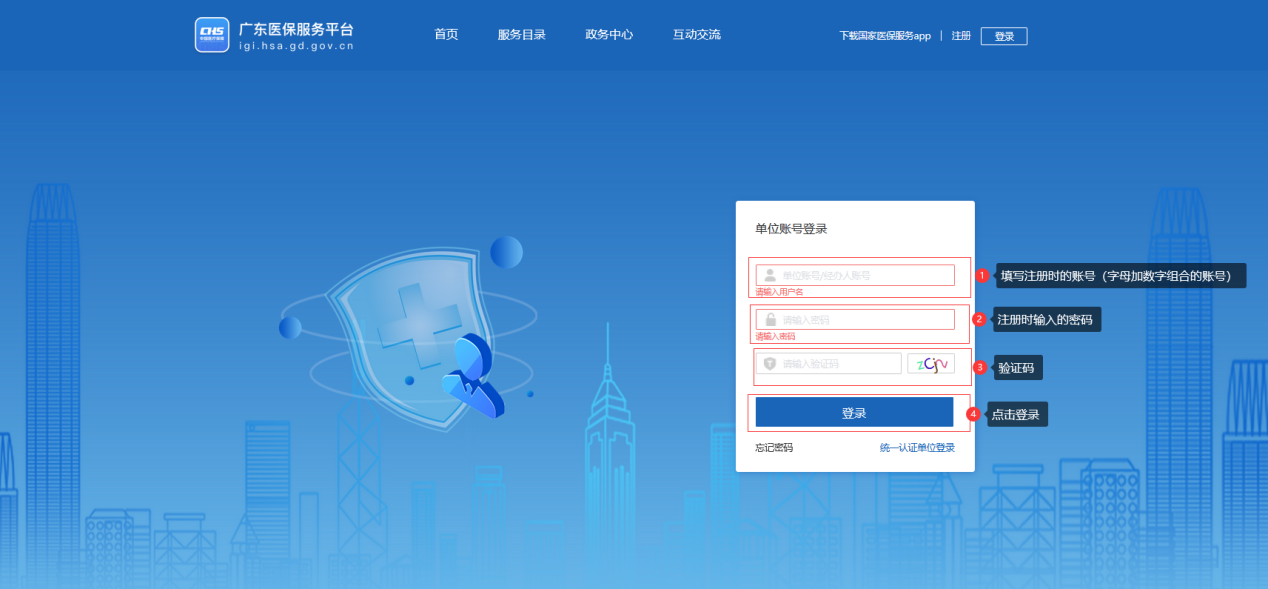 CHS
广东医保服务平台
igi.hsa.gd.gov.cn
首页
服务目录
政务中心
互动交流
下载国家医保服务app | 注册
登录
单位账号登录
单位账号/经办人账号
请输入用户名
1 填写注册时的账号（字母加数字组合的账号）
请输入密码
请输入密码
2 注册时输入的密码
请输入验证码
3 验证码
登录
4 点击登录
忘记密码
统一认证单位登录